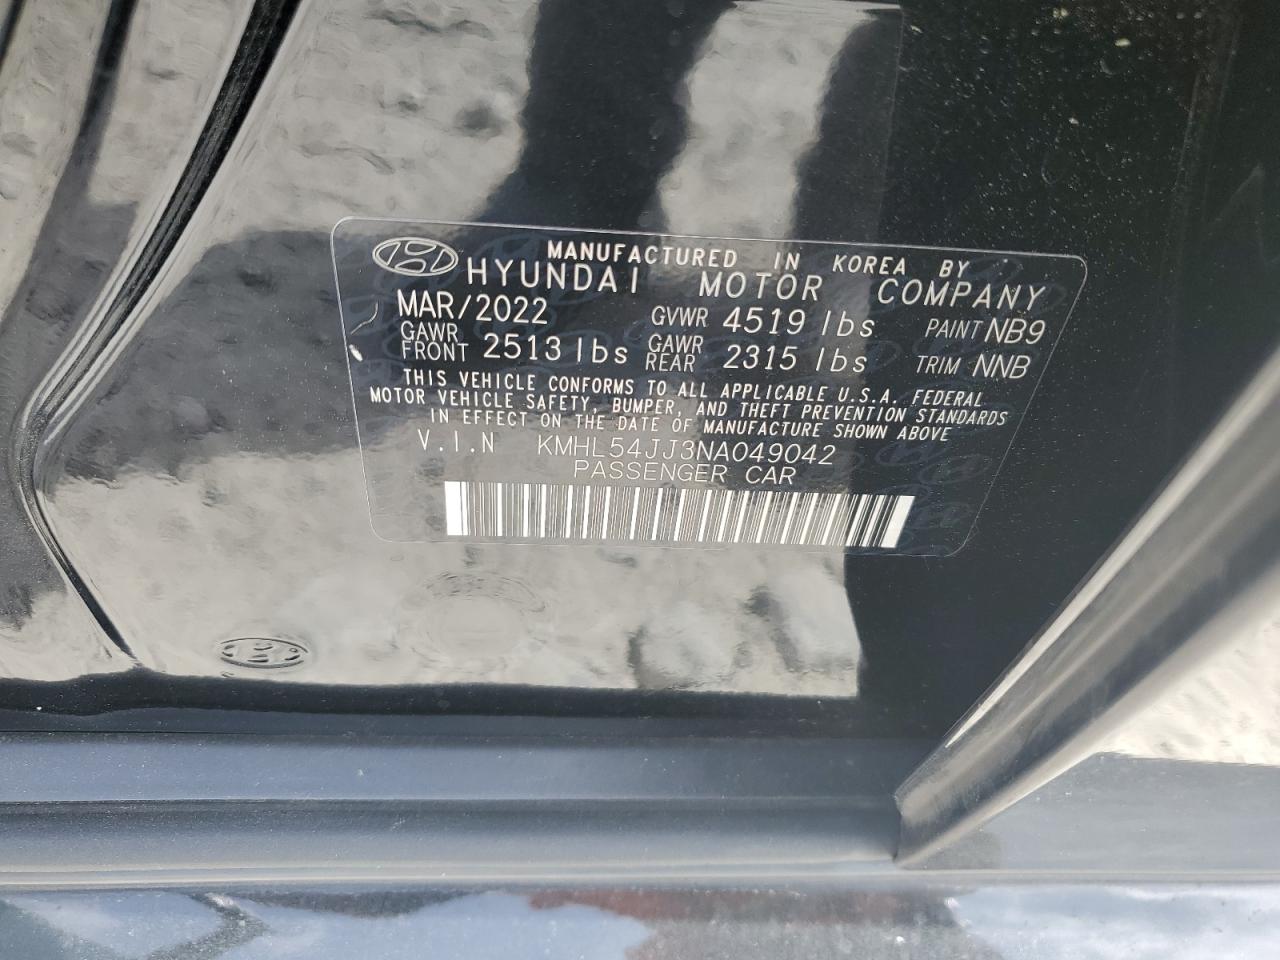 MANUFACTURED IN KOREA BY
HYUNDAI MOTOR COMPANY
MAR/2022 GVWR 4519 lbs PAINT NB9
GAWR FRONT 2513 lbs GAWR REAR 2315 lbs TRIM NNB
THIS VEHICLE CONFORMS TO ALL APPLICABLE U.S.A. FEDERAL
MOTOR VEHICLE SAFETY, BUMPER, AND THEFT PREVENTION STANDARDS
IN EFFECT ON THE DATE OF MANUFACTURE SHOWN ABOVE
V.I.N KMHL54JJ3NA049042
PASSENGER CAR